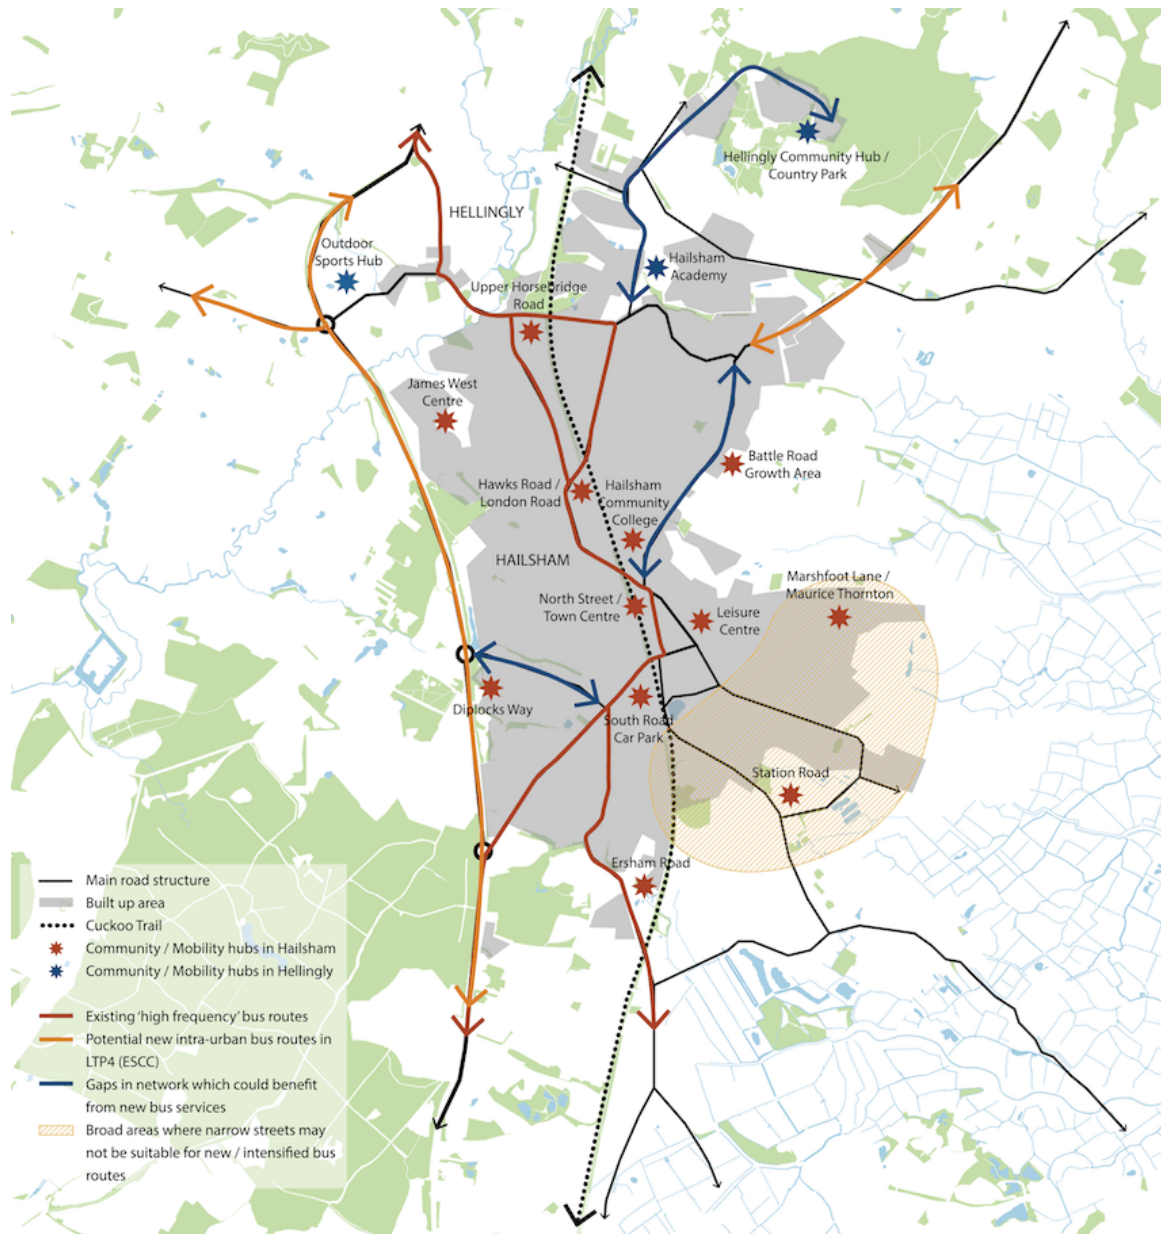 Hellingly Community Hub /
Country Park
HELLINGLY
Outdoor
Sports Hub
Hailsham
Academy
Upper Horsebridge
Road
James West
Centre
Battle Road
Growth Area
Hawks Road /
London Road
Hailsham
Community
College
HAILSHAM
Marshfoot Lane /
Maurice Thornton
North Street /
Town Centre
Leisure
Centre
Diplocks Way
South Road
Car Park
Station Road
Ersham Road
Main road structure
Built up area
Cuckoo Trail
Community / Mobility hubs in Hailsham
Community / Mobility hubs in Hellingly
Existing ‘high frequency’ bus routes
Potential new intra-urban bus routes in
LTP4 (ESCC)
Gaps in network which could benefit
from new bus services
Broad areas where narrow streets may
not be suitable for new / intensified bus
routes